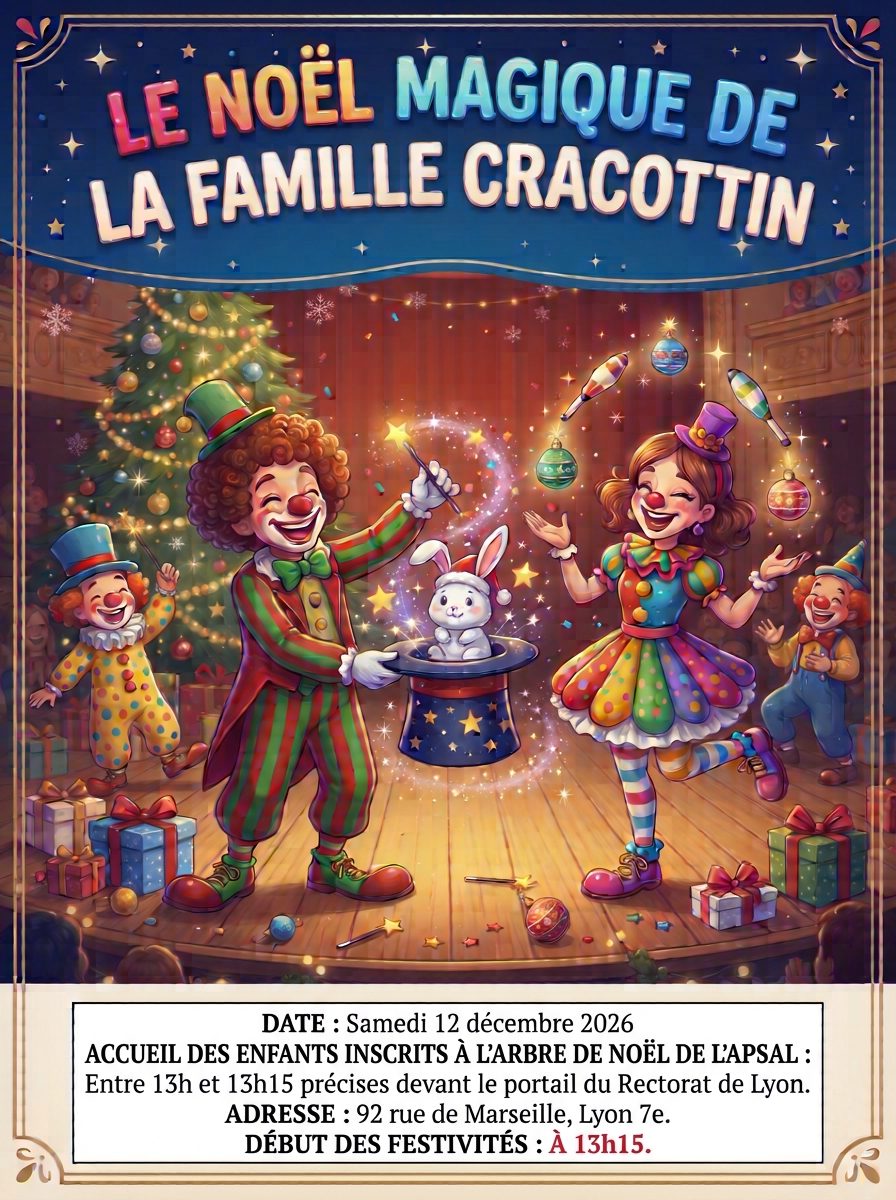 LE NOËL MAGIQUE DE
LA FAMILLE CRACOTTIN
DATE : Samedi 12 décembre 2026
ACCUEIL DES ENFANTS INSCRITS À L'ARBRE DE NOËL DE L'APSAL :
Entre 13h et 13h15 précises devant le portail du Rectorat de Lyon.
ADRESSE : 92 rue de Marseille, Lyon 7e.
DÉBUT DES FESTIVITÉS : À 13h15.